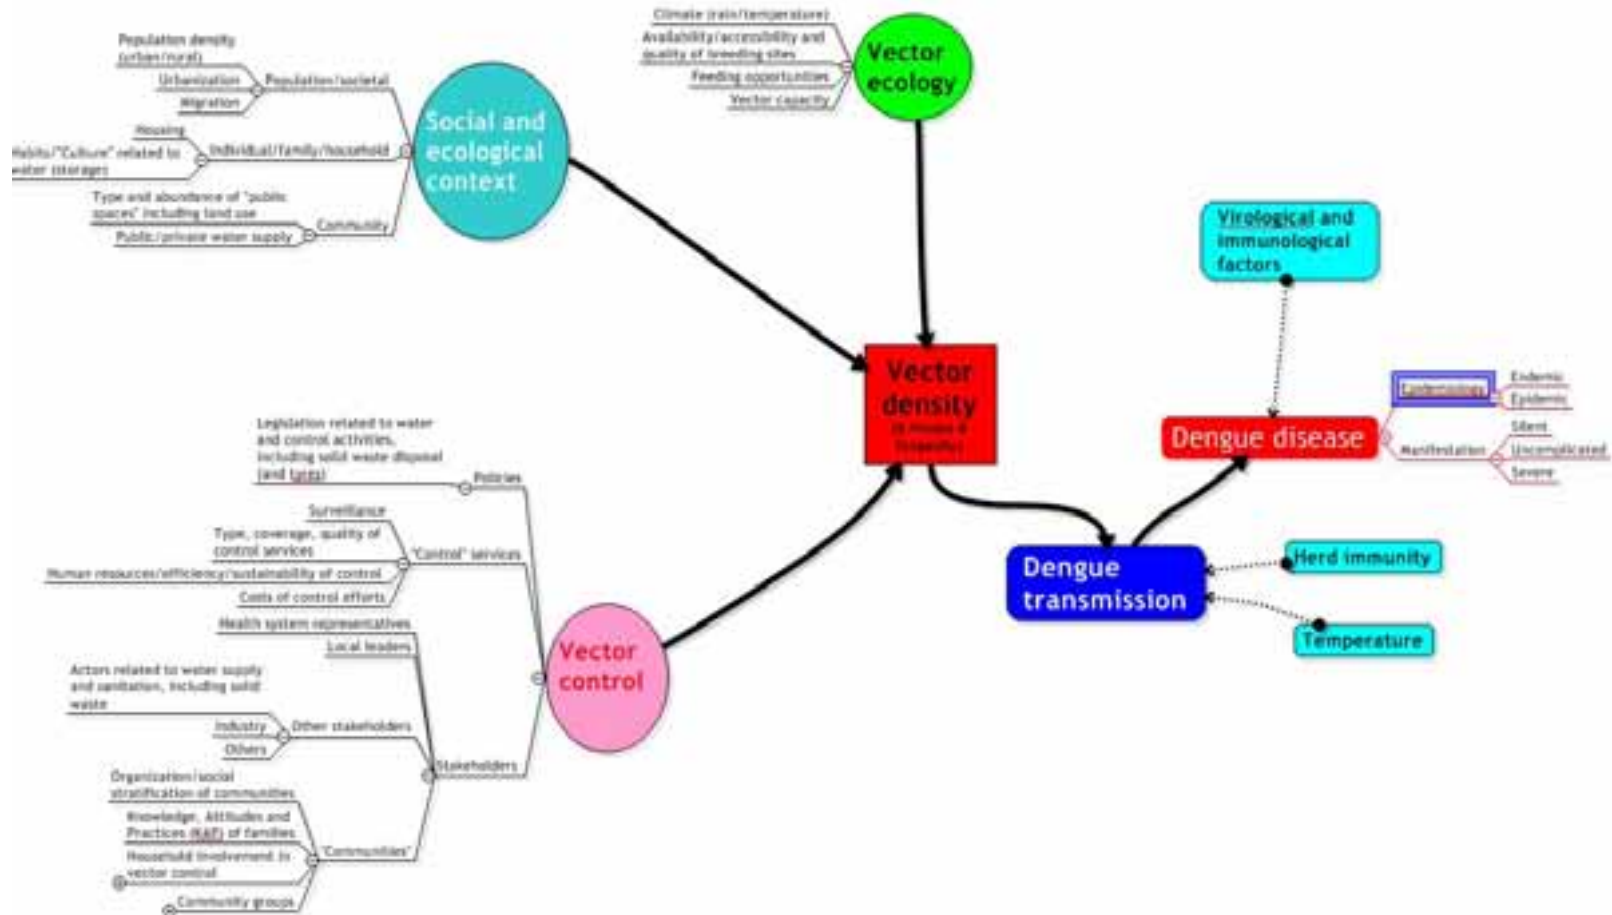 Climate (rain/temperature)
Availability/accessibility and
quality of breeding sites
Feeding opportunities
Vector capacity
Vector
ecology
Population density
(urban/rural)
Urbanization
Migration
Population/societal
Housing
Habits/"Culture" related to
water (storage)
Individual/family/household
Type and abundance of "public
spaces" including land use
Public/private water supply
Community
Social and
ecological
context
Virological and
immunological
factors
Vector
density
Dengue disease
Epidemiology
Endemic
Epidemic
Manifestation
Silent
Uncomplicated
Severe
Dengue
transmission
Herd immunity
Temperature
Legislation related to water
and control activities,
including solid waste disposal
(and tyres)
Policies
Surveillance
Type, coverage, quality of
control services
Human resources/efficiency/sustainability of control
Costs of control efforts
"Control" services
Health system representatives
Local leaders
Actors related to water supply
and sanitation, including solid
waste
Industry
Others
Other stakeholders
Stakeholders
Organization/social
stratification of communities
Knowledge, Attitudes and
Practices (KAP) of families
Household involvement in
vector control
Community groups
"Communities"
Vector
control